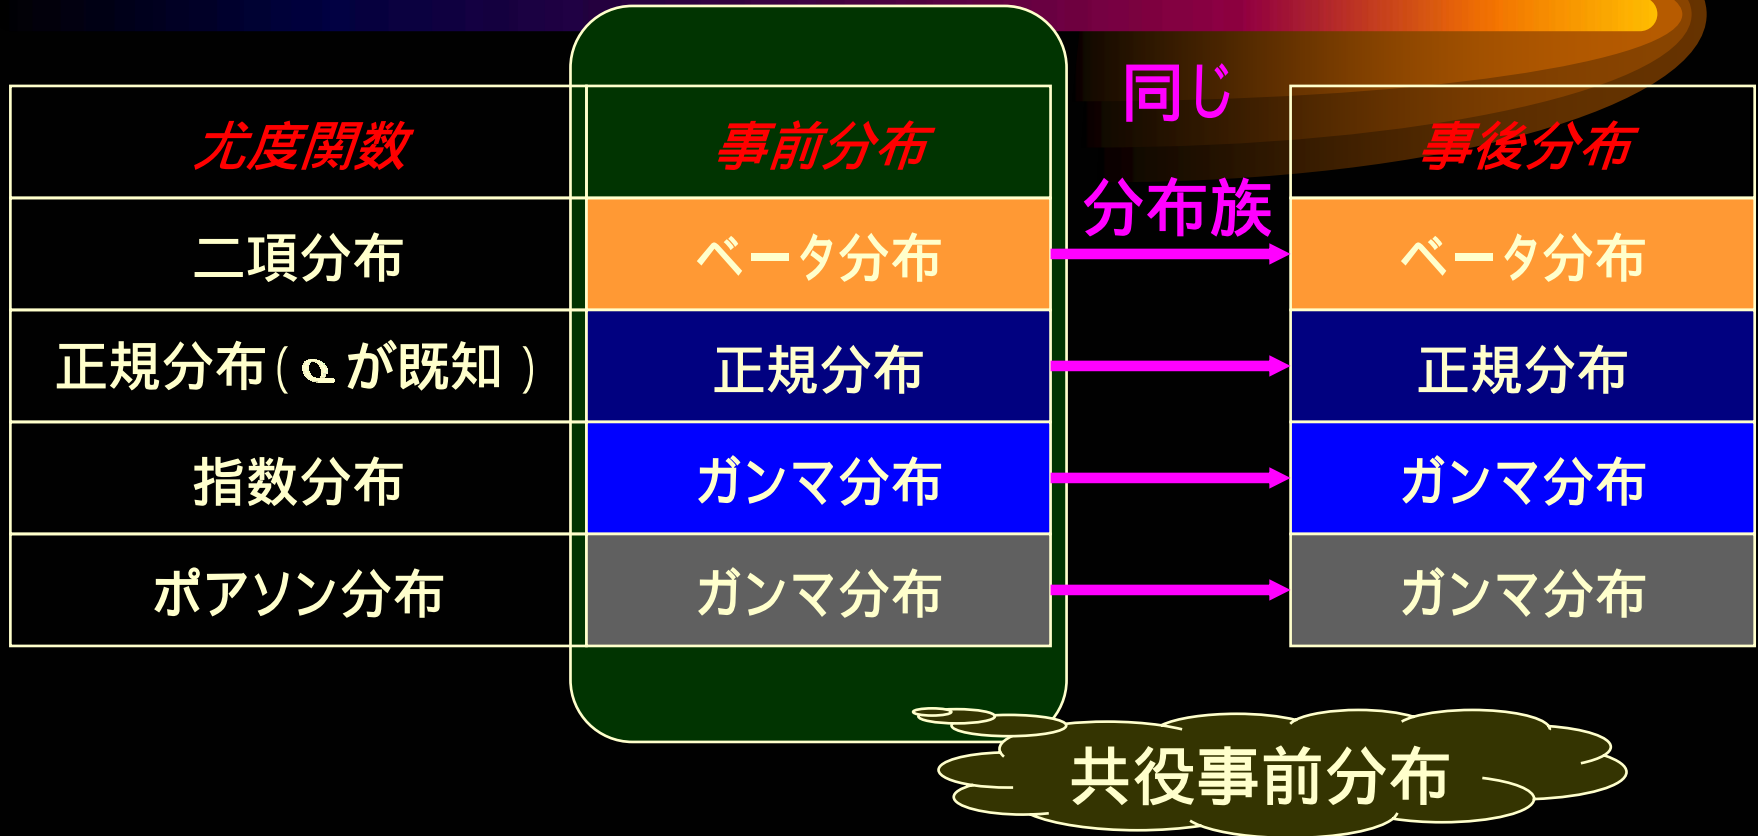 尤度関数 事前分布 同じ 事後分布
分布族
二項分布 ベータ分布 ベータ分布
正規分布( が既知 ) 正規分布 正規分布
指数分布 ガンマ分布 ガンマ分布
ポアソン分布 ガンマ分布 ガンマ分布
共役事前分布